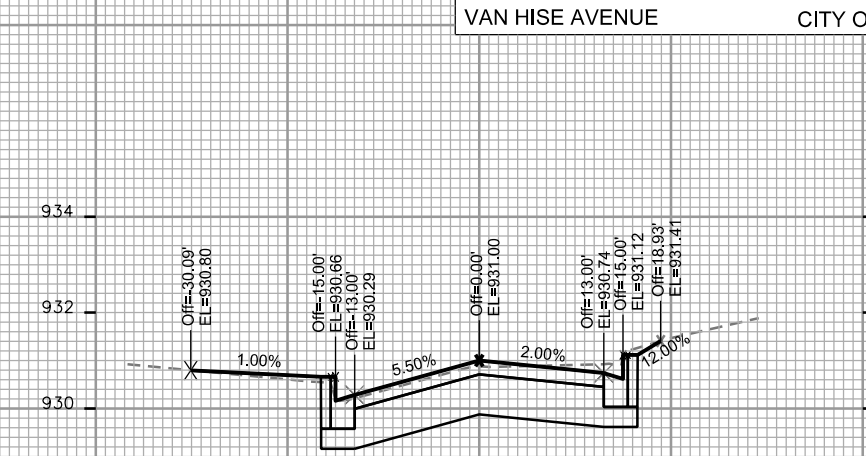 VAN HISE AVENUE
CITY O
934
932
930
Off=-30.09'
EL=930.80
Off=-15.00'
EL=930.66
Off=-13.00'
EL=930.29
Off=0.00'
EL=931.00
Off=13.00'
EL=930.74
Off=15.00'
EL=931.12
Off=18.93'
EL=931.41
1.00%
5.50%
2.00%
12.00%